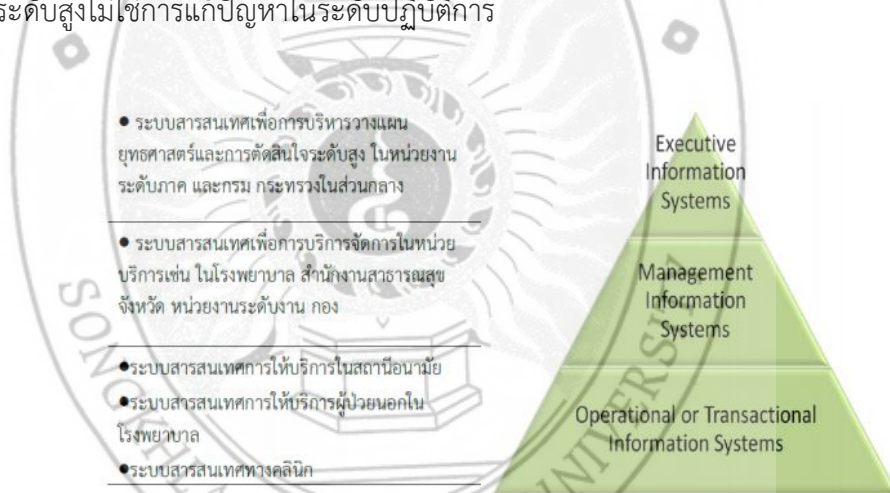 ระดับสูงไม่ใช่การแก้ปัญหาในระดับปฏิบัติการ
● ระบบสารสนเทศเพื่อการบริหารวางแผน
ยุทธศาสตร์และการตัดสินใจระดับสูง ในหน่วยงาน
ระดับภาค และกรม กระทรวงในส่วนกลาง
● ระบบสารสนเทศเพื่อการบริการจัดการในหน่วย
บริการเช่น ในโรงพยาบาล สำนักงานสาธารณสุข
จังหวัด หน่วยงานระดับงาน กอง
●ระบบสารสนเทศการให้บริการในสถานีอนามัย
●ระบบสารสนเทศการให้บริการผู้ป่วยนอกใน
โรงพยาบาล
●ระบบสารสนเทศทางคลินิก
Executive
Information
Systems
Management
Information
Systems
Operational or Transactional
Information Systems
SONGKH
UNIVERSITY